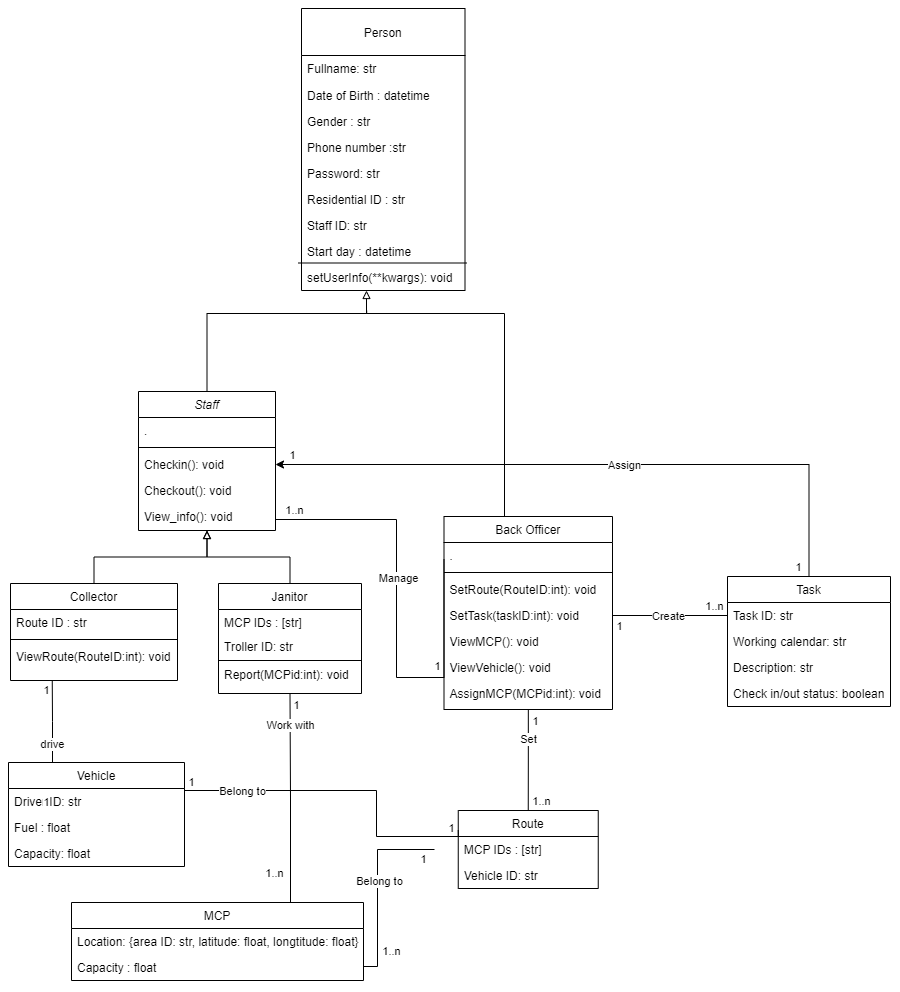 Person
Fullname: str
Date of Birth : datetime
Gender : str
Phone number :str
Password: str
Residential ID : str
Staff ID: str
Start day : datetime
setUserInfo(**kwargs): void
Staff
.
Checkin(): void
Checkout(): void
View_info(): void
1
Assign
1
1..n
Manage
1
Back Officer
.
SetRoute(RouteID:int): void
SetTask(taskID:int): void
ViewMCP(): void
ViewVehicle(): void
AssignMCP(MCPid:int): void
1
Create
1..n
Task
Task ID: str
Working calendar: str
Description: str
Check in/out status: boolean
Collector
Route ID : str
ViewRoute(RouteID:int): void
Janitor
MCP IDs : [str]
Troller ID: str
Report(MCPid:int): void
1
drive
1
Work with
1..n
1
Set
1..n
Vehicle
Drive1ID: str
Fuel : float
Capacity: float
1
Belong to
1
Route
MCP IDs : [str]
Vehicle ID: str
1
Belong to
1..n
MCP
Location: {area ID: str, latitude: float, longtitude: float}
Capacity : float